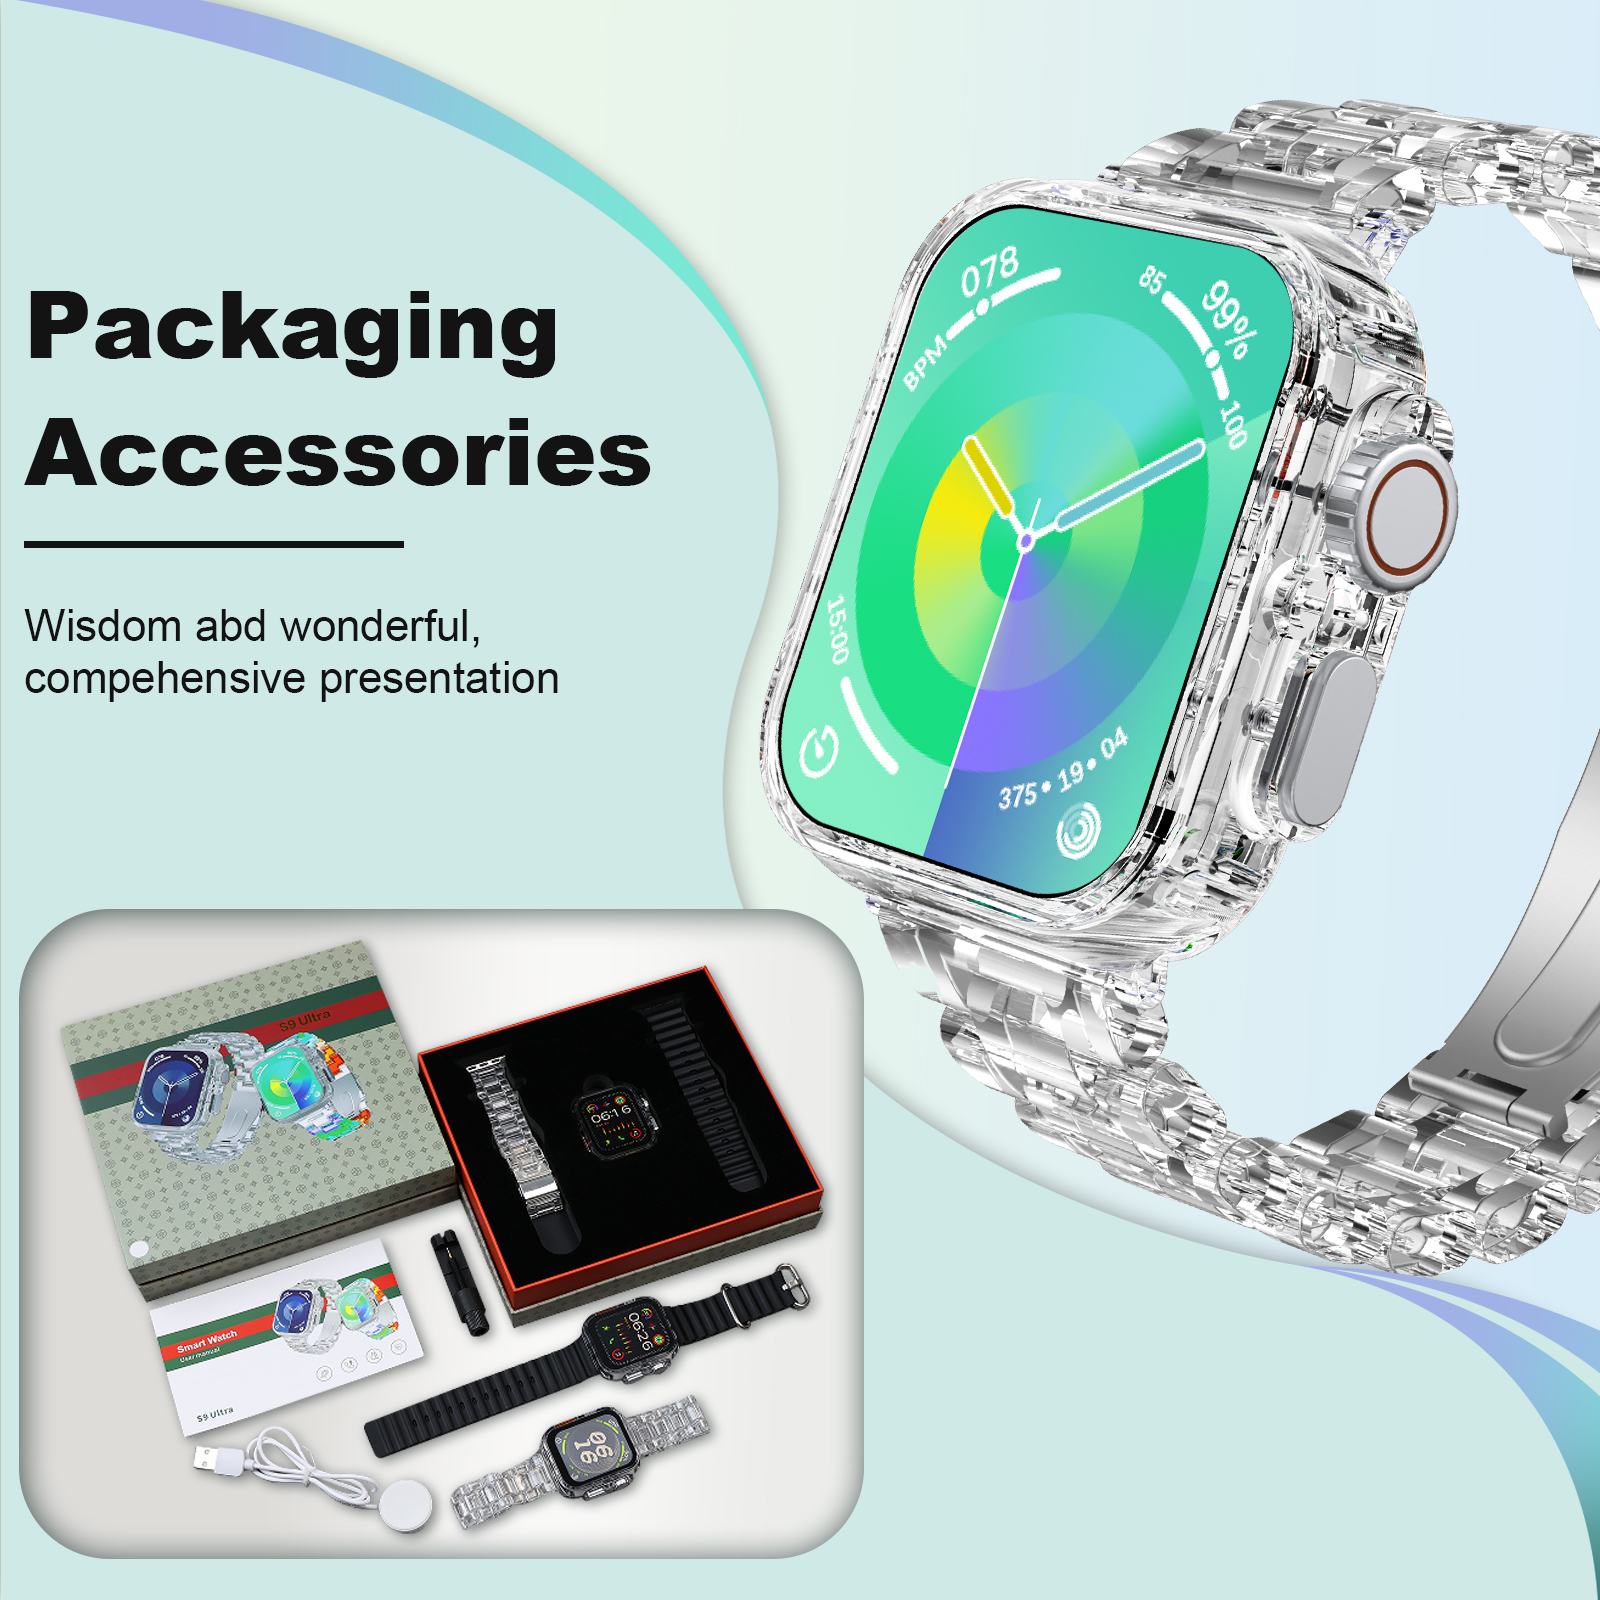 Packaging
Accessories
Wisdom abd wonderful,
compehensive presentation
078
BPM
85
99%
100
15:00
375• 19• 04
S9 Ultra
06:16
Smart Watch
User manual
S9 Ultra
06:26
06
16